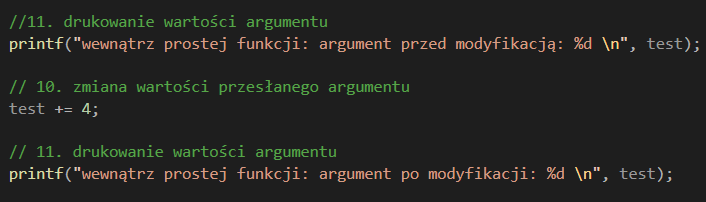 //11. drukowanie wartości argumentu
printf("wewnątrz prostej funkcji: argument przed modyfikacją: %d \n", test);
// 10. zmiana wartości przesłanego argumentu
test += 4;
// 11. drukowanie wartości argumentu
printf("wewnątrz prostej funkcji: argument po modyfikacji: %d \n", test);